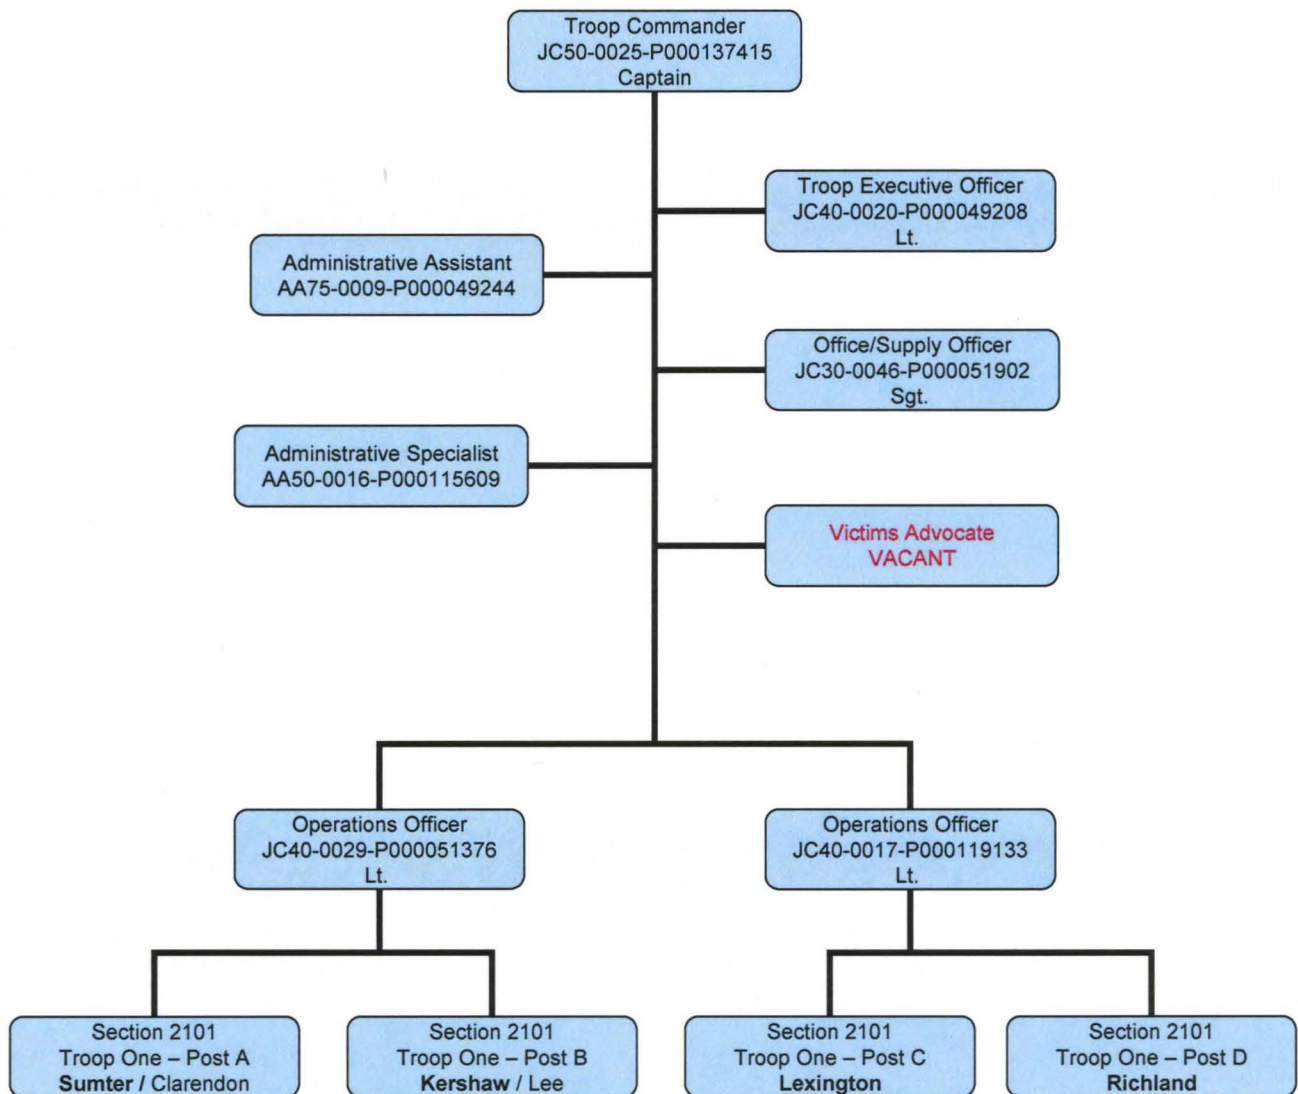 Troop Commander
JC50-0025-P000137415
Captain
Troop Executive Officer
JC40-0020-P000049208
Lt.
Administrative Assistant
AA75-0009-P000049244
Office/Supply Officer
JC30-0046-P000051902
Sgt.
Administrative Specialist
AA50-0016-P000115609
Victims Advocate
VACANT
Operations Officer
JC40-0029-P000051376
Lt.
Operations Officer
JC40-0017-P000119133
Lt.
Section 2101
Troop One – Post A
Sumter / Clarendon
Section 2101
Troop One – Post B
Kershaw / Lee
Section 2101
Troop One – Post C
Lexington
Section 2101
Troop One – Post D
Richland